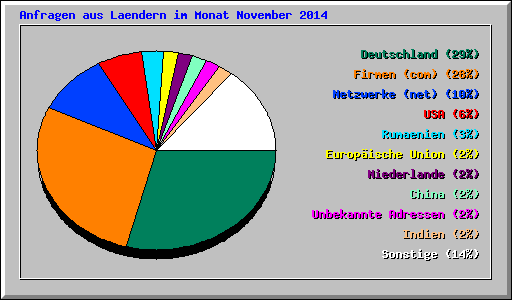 Anfragen aus Laendern im Monat November 2014
Deutschland (29%)
Firmen (com) (28%)
Netzwerke (net) (10%)
USA (6%)
Rumaenien (3%)
Europäische Union (2%)
Niederlande (2%)
China (2%)
Unbekannte Adressen (2%)
Indien (2%)
Sonstige (14%)